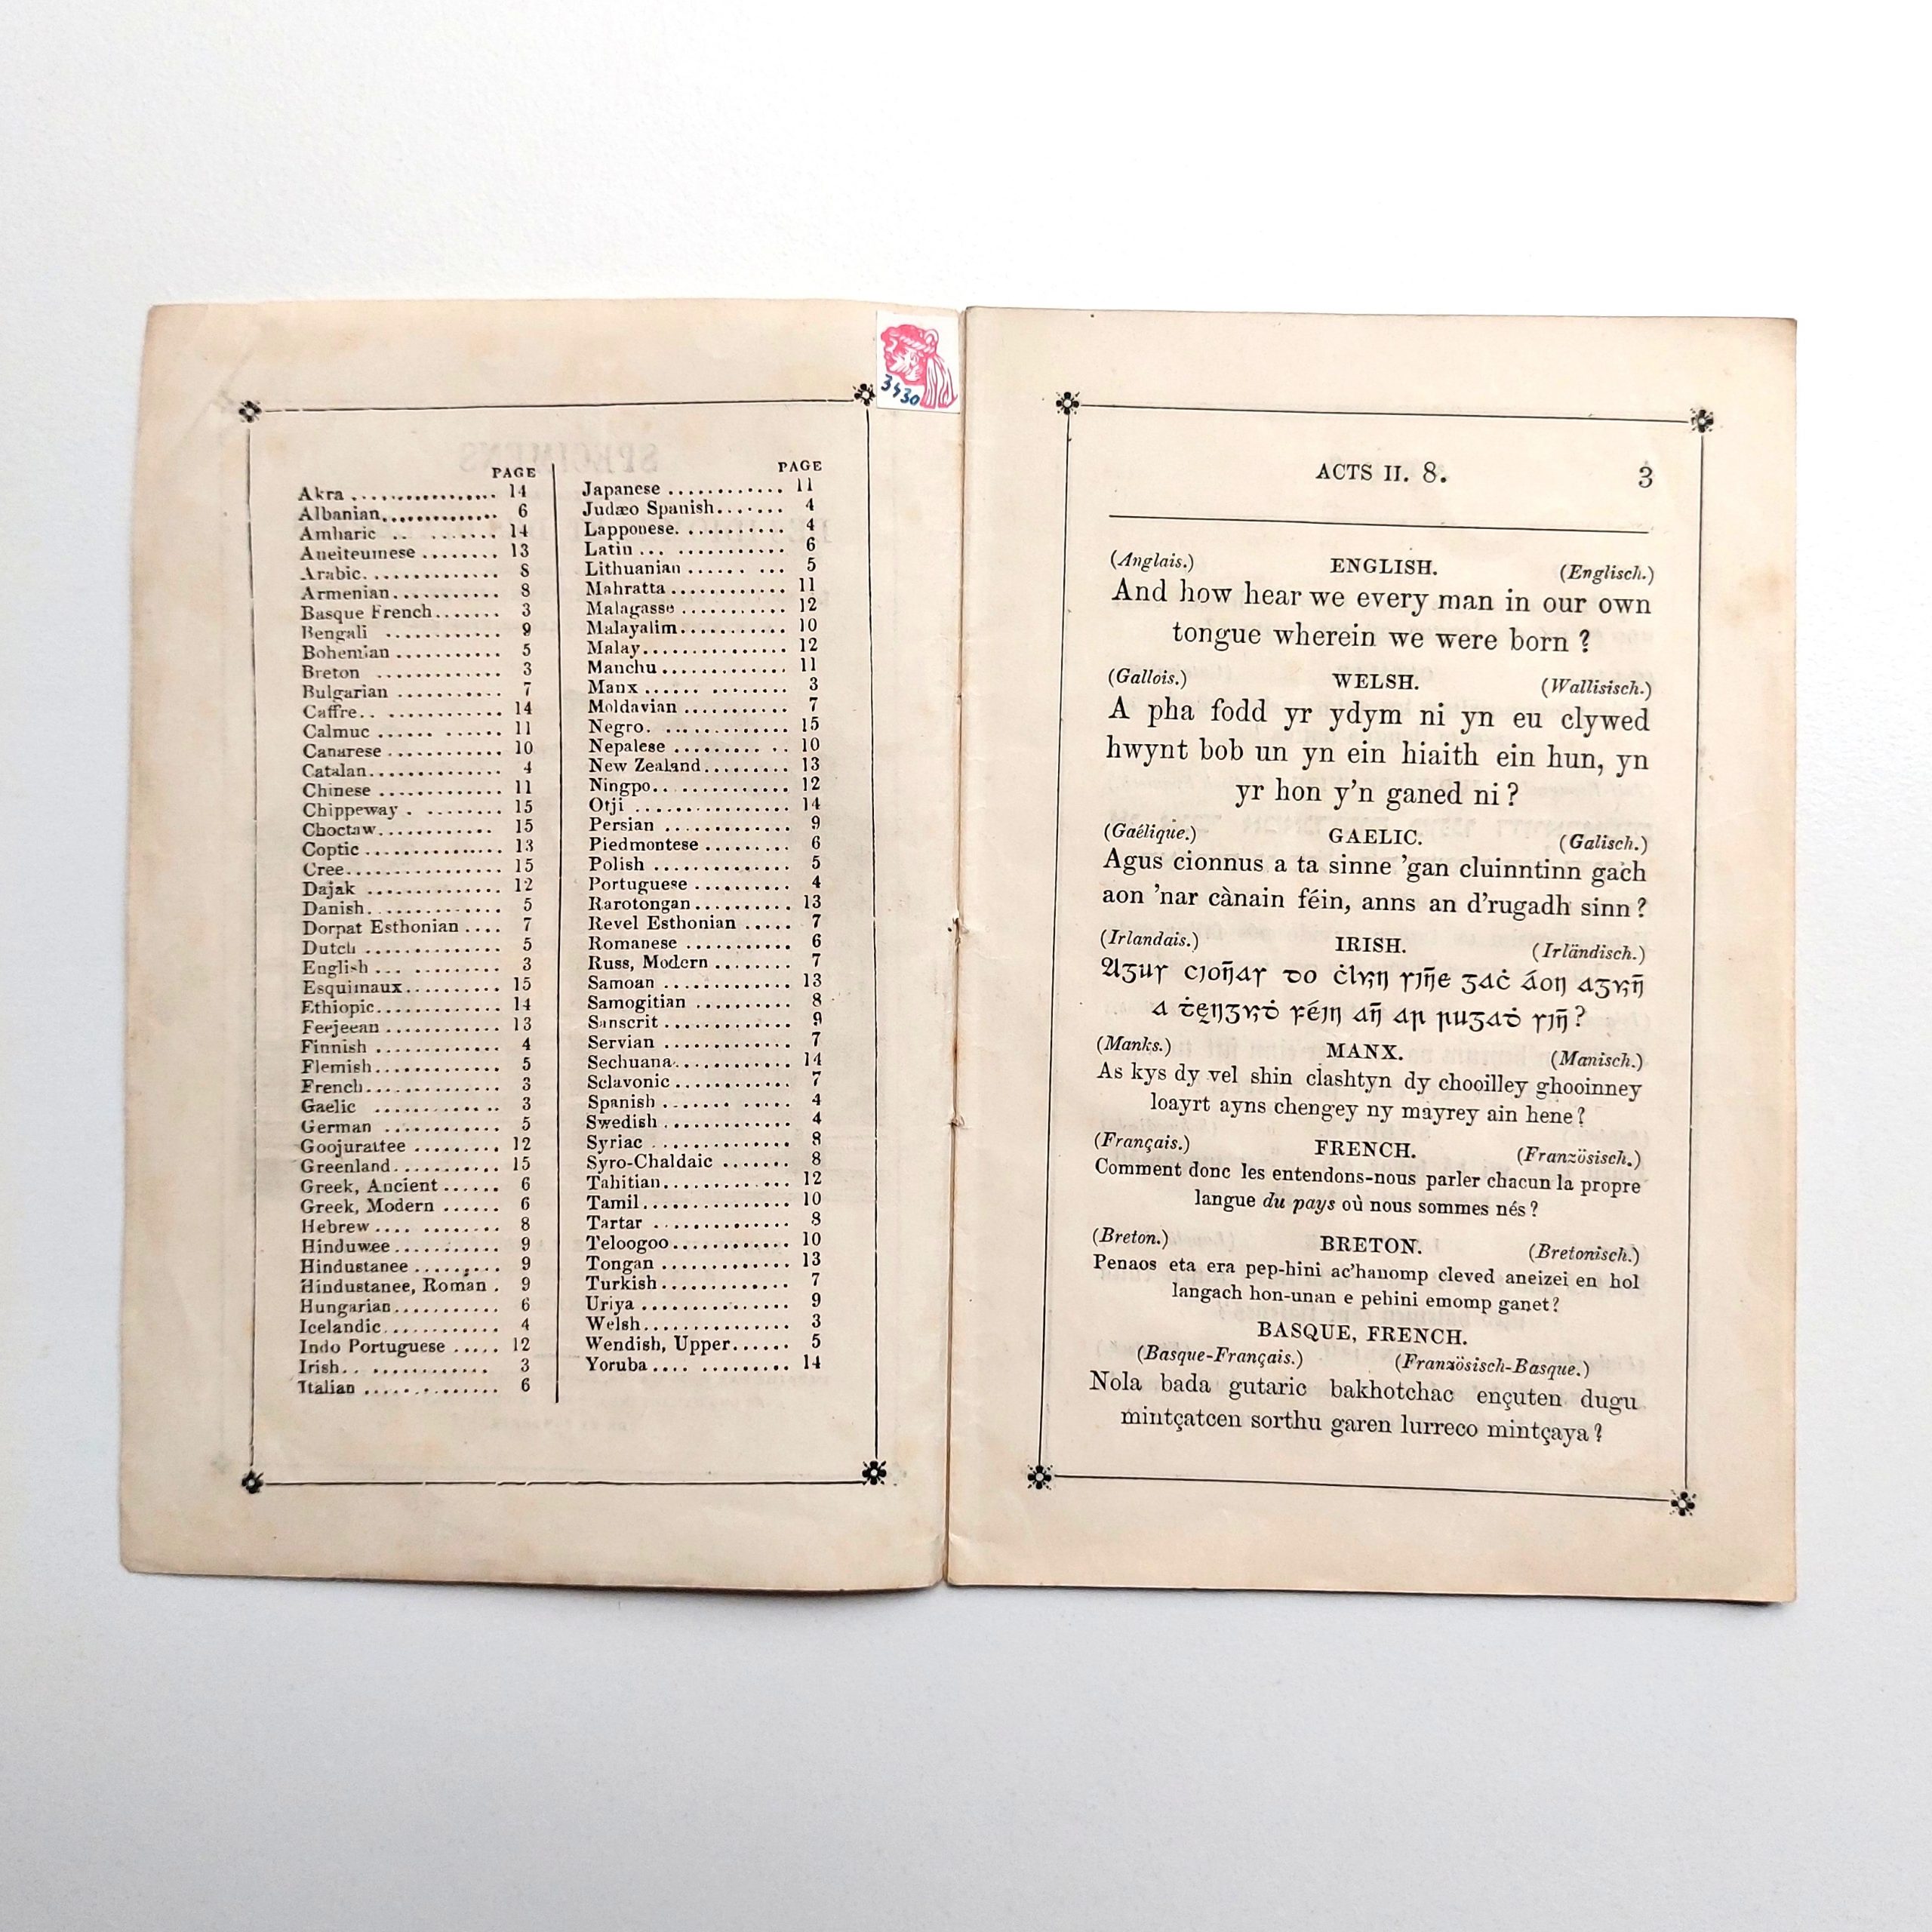 PAGE
Akra ................ 14
Albanian............... 6
Amharic .. ....... 14
Aneiteumese ........ 13
Arabic. ............. 8
Armenian........... 8
Basque French....... 3
Bengali ............ 9
Bohemian ........... 5
Breton ............. 3
Bulgarian ........... 7
Caffre.. ............ 14
Calmuc ...... ...... 11
Canarese ............ 10
Catalan.............. 4
Chinese ............. 11
Chippeway . ........ 15
Choctaw............ 15
Coptic ............... 13
Cree................. 15
Dajak .............. 12
Danish.............. 5
Dorpat Esthonian .... 7
Dutch .............. 5
English ... ......... 3
Esquimaux.......... 15
Ethiopic............. 14
Feejeean ............ 13
Finnish ............. 4
Flemish............. 5
French.............. 3
Gaelic ............. 3
German ............ 5
Goojurattee ......... 12
Greenland........... 15
Greek, Ancient ...... 6
Greek, Modern ...... 6
Hebrew .... ........ 8
Hinduwee........... 9
Hindustanee ......... 9
Hindustanee, Roman . 9
Hungarian........... 6
Icelandic............ 4
Indo Portuguese ..... 12
Irish.. ............ 3
Italian .............. 6
PAGE
Japanese ............ 11
Judæo Spanish....... 4
Lapponese. .......... 4
Latin ... ........... 6
Lithuanian ...... ... 5
Mahratta ............ 11
Malagasse ........... 12
Malayalim........... 10
Malay............... 12
Manchu............. 11
Manx ...... ........ 3
Moldavian ........... 7
Negro. ............. 15
Nepalese ......... .. 10
New Zealand......... 13
Ningpo.............. 12
Otji ................ 14
Persian ............. 9
Piedmontese ......... 6
Polish .............. 5
Portuguese .......... 4
Rarotongan.......... 13
Revel Esthonian ..... 7
Romanese ........... 6
Russ, Modern ........ 7
Samoan ............. 13
Samogitian .......... 8
Sanscrit ............. 9
Servian ............. 7
Sechuana............ 14
Sclavonic ............ 7
Spanish ....... ..... 4
Swedish ............. 4
Syriac .............. 8
Syro-Chaldaic ....... 8
Tahitian............. 12
Tamil............... 10
Tartar .............. 8
Teloogoo............ 10
Tongan ............. 13
Turkish............. 7
Uriya ............... 9
Welsh............... 3
Wendish, Upper...... 5
Yoruba .... ......... 14
3430
ACTS II. 8. 3
(Anglais.) ENGLISH. (Englisch.)
And how hear we every man in our own
tongue wherein we were born ?
(Gallois.) WELSH. (Wallisisch.)
A pha fodd yr ydym ni yn eu clywed
hwynt bob un yn ein hiaith ein hun, yn
yr hon y'n ganed ni ?
(Gaélique.) GAELIC. (Galisch.)
Agus cionnus a ta sinne 'gan cluinntinn gach
aon 'nar cànain féin, anns an d'rugadh sinn ?
(Irlandais.) IRISH. (Irländisch.)
(Manks.) MANX. (Manisch.)
As kys dy vel shin clashtyn dy chooilley ghooinney
loayrt ayns chengey ny mayrey ain hene ?
(Français.) FRENCH. (Französisch.)
Comment donc les entendons-nous parler chacun la propre
langue du pays où nous sommes nés ?
(Breton.) BRETON. (Bretonisch.)
Penaos eta era pep-hini ac'hanomp cleved aneizei en hol
langach hon-unan e pehini emomp ganet ?
BASQUE, FRENCH.
(Basque-Français.) (Französisch-Basque.)
Nola bada gutaric bakhotchac ençuten dugu
mintçatcen sorthu garen lurreco mintçaya ?